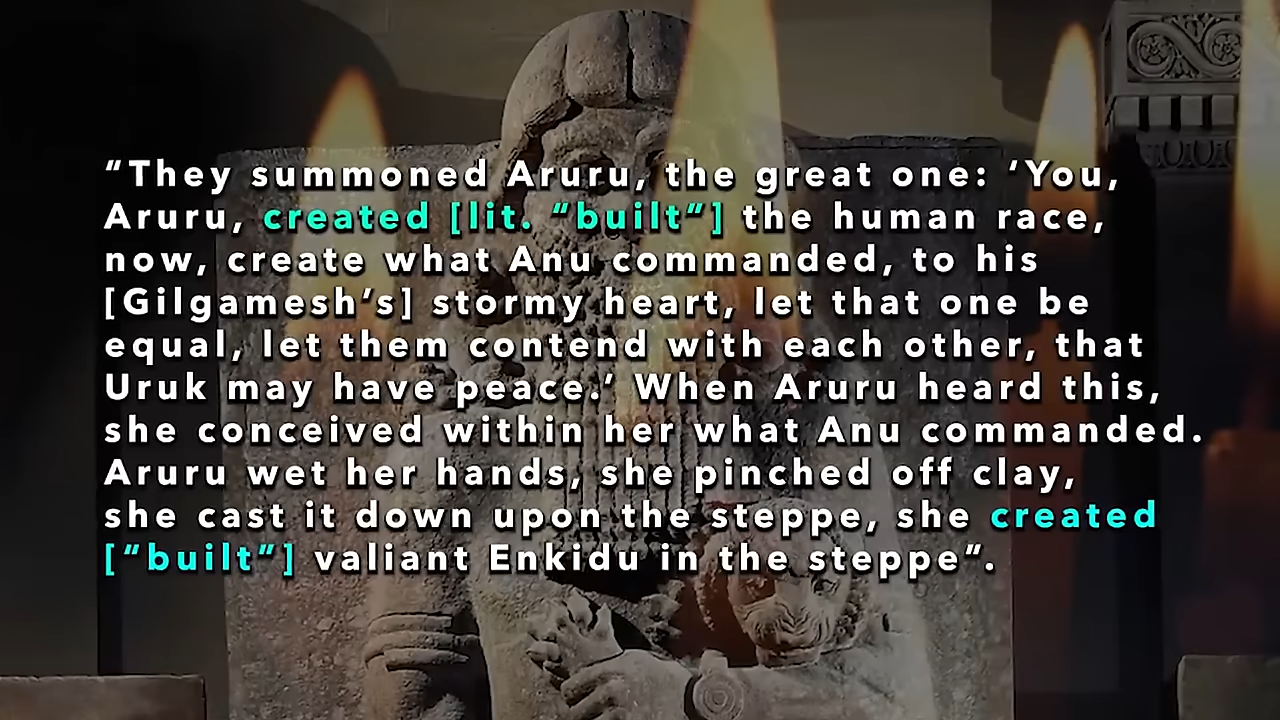 “They summoned Aruru, the great one: ‘You,
Aruru, created [lit. “built”] the human race,
now, create what Anu commanded, to his
[Gilgamesh’s] stormy heart, let that one be
equal, let them contend with each other, that
Uruk may have peace.’ When Aruru heard this,
she conceived within her what Anu commanded.
Aruru wet her hands, she pinched off clay,
she cast it down upon the steppe, she created
[“built”] valiant Enkidu in the steppe”.